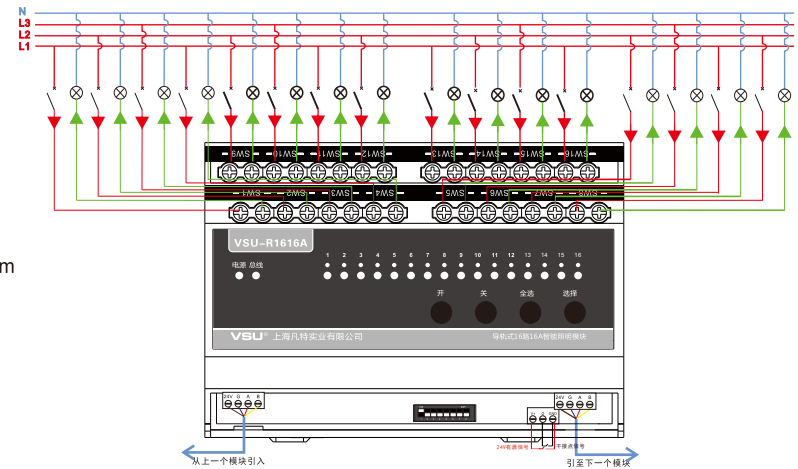 N
L3
L2
L1
SW9 SW10 SW11 SW12 SW13 SW14 SW15 SW16
SW1 SW2 SW3 SW4 SW5 SW6 SW7 SW8
VSU-R1616A
m
电源 总线
1 2 3 4 5 6 7 8 9 10 11 12 13 14 15 16
开 关 全选 选择
VSU® 上海凡特实业有限公司
导轨式16路16A智能照明模块
24V G A B
24V G A B
24V有源信号
干接点信号
从上一个模块引入
引至下一个模块